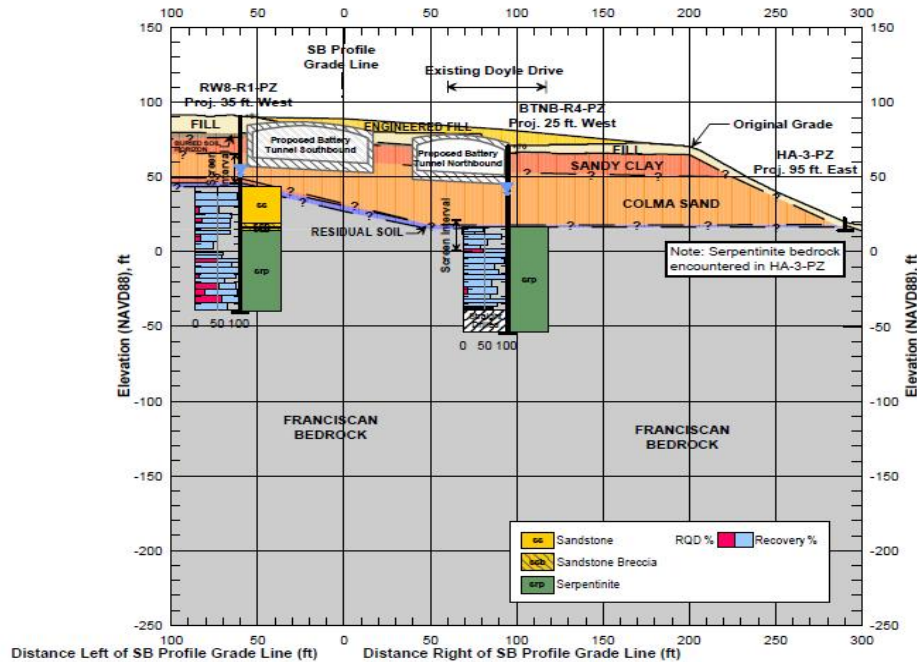 150
100
50
0
-50
-100
-150
-200
-250
Elevation (NAVD88), ft
SB Profile
Grade Line
Existing Doyle Drive
RW8-R1-PZ
Proj. 35 ft. West
BTNB-R4-PZ
Proj. 25 ft. West
Original Grade
HA-3-PZ
Proj. 95 ft. East
FILL
ENGINEERED FILL
FILL
BURIED SOIL
HORIZON
Screen
Interval
Proposed Battery
Tunnel Southbound
Proposed Battery
Tunnel Northbound
SANDY CLAY
COLMA SAND
RESIDUAL SOIL
Screen Interval
Note: Serpentinite bedrock
encountered in HA-3-PZ
ss
ssb
srp
srp
0 50 100
0 50 100
FRANCISCAN
BEDROCK
FRANCISCAN
BEDROCK
ss Sandstone
ssb Sandstone Breccia
srp Serpentinite
RQD % Recovery %
150
100
50
0
-50
-100
-150
-200
-250
Elevation (NAVD88), ft
100 50 0 50 100 150 200 250 300
100 50 0 50 100 150 200 250 300
Distance Left of SB Profile Grade Line (ft) Distance Right of SB Profile Grade Line (ft)